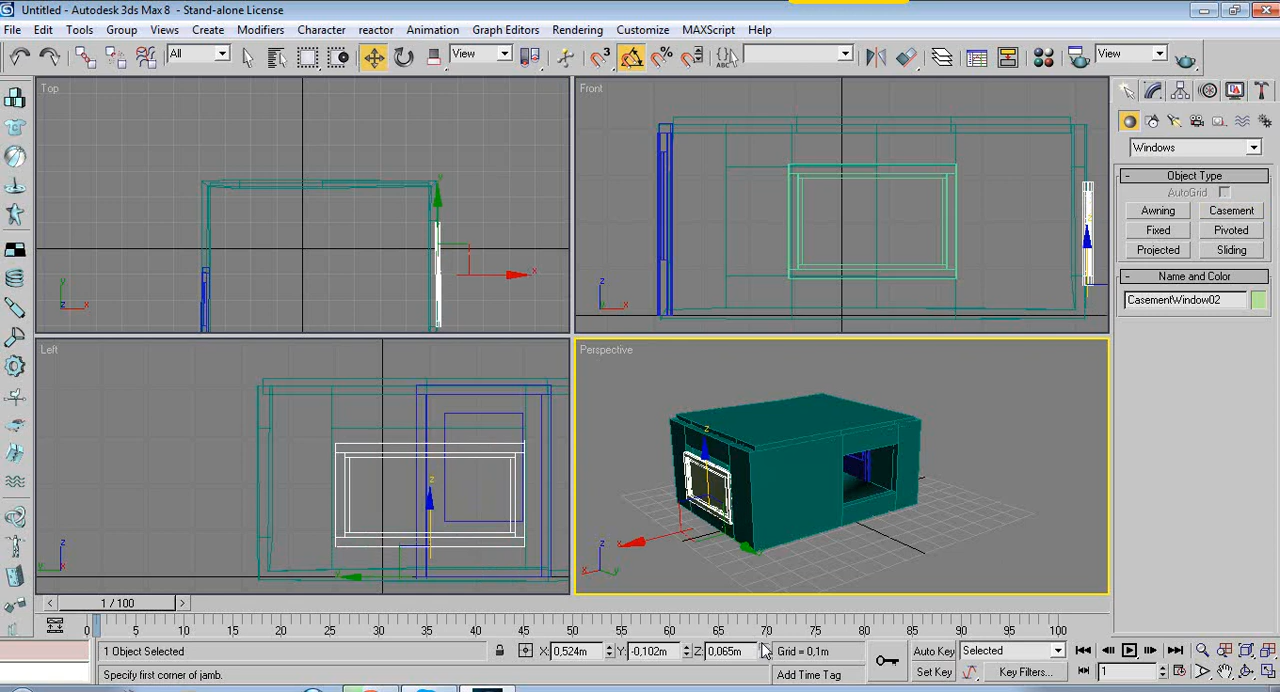 Untitled - Autodesk 3ds Max 8 - Stand-alone License
File Edit Tools Group Views Create Modifiers Character reactor Animation Graph Editors Rendering Customize MAXScript Help
All View 3 % View
Top
Front
Left
Perspective
Windows
- Object Type
AutoGrid
Awning Casement
Fixed Pivoted
Projected Sliding
- Name and Color
CasementWindow02
< 1 / 100 >
0 5 10 15 20 25 30 35 40 45 50 55 60 65 70 75 80 85 90 95 100
1 Object Selected X: 0,524m Y: -0,102m Z: 0,065m Grid = 0,1m Auto Key Selected
Specify first corner of jamb. Add Time Tag Set Key Key Filters... 1